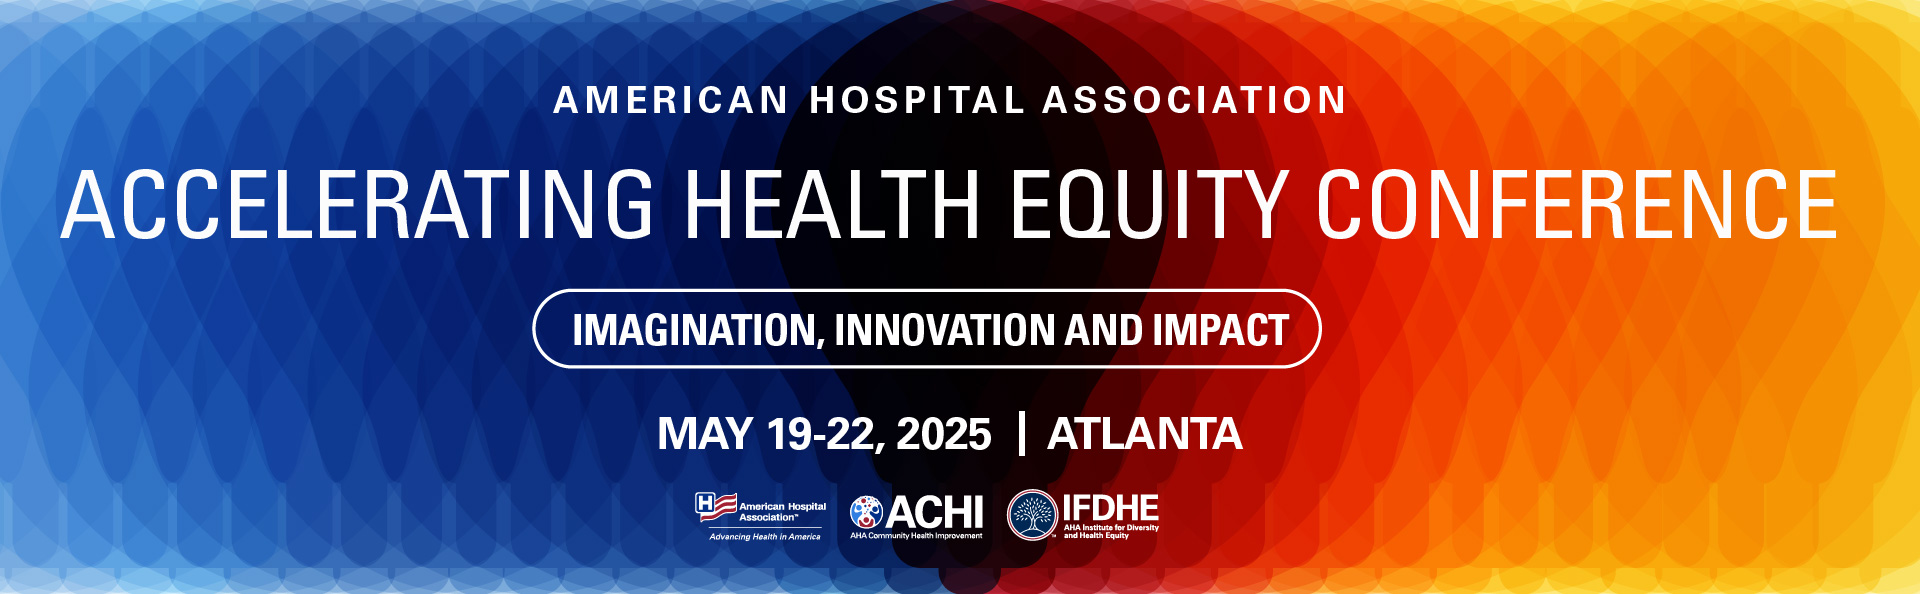 AMERICAN HOSPITAL ASSOCIATION
ACCELERATING HEALTH EQUITY CONFERENCE
IMAGINATION, INNOVATION AND IMPACT
MAY 19-22, 2025 | ATLANTA
H
American Hospital
Association™
Advancing Health in America
ACHI
AHA Community Health Improvement
IFDHE
AHA Institute for Diversity
and Health Equity